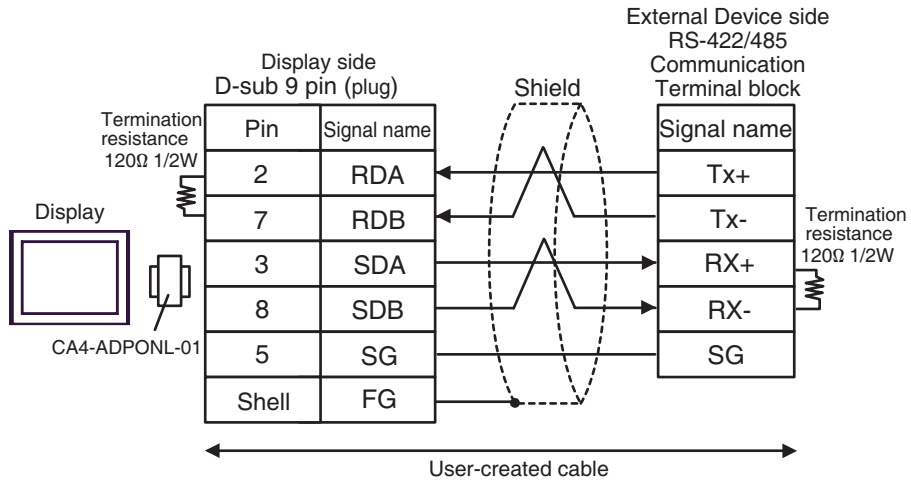 External Device side
RS-422/485
Communication
Terminal block
Display side
D-sub 9 pin (plug)
Shield
Termination
resistance
120Ω 1/2W
Pin Signal name
Signal name
2 RDA
Tx+
7 RDB
Tx-
3 SDA
RX+
8 SDB
RX-
5 SG
SG
Shell FG
Display
CA4-ADPONL-01
Termination
resistance
120Ω 1/2W
User-created cable